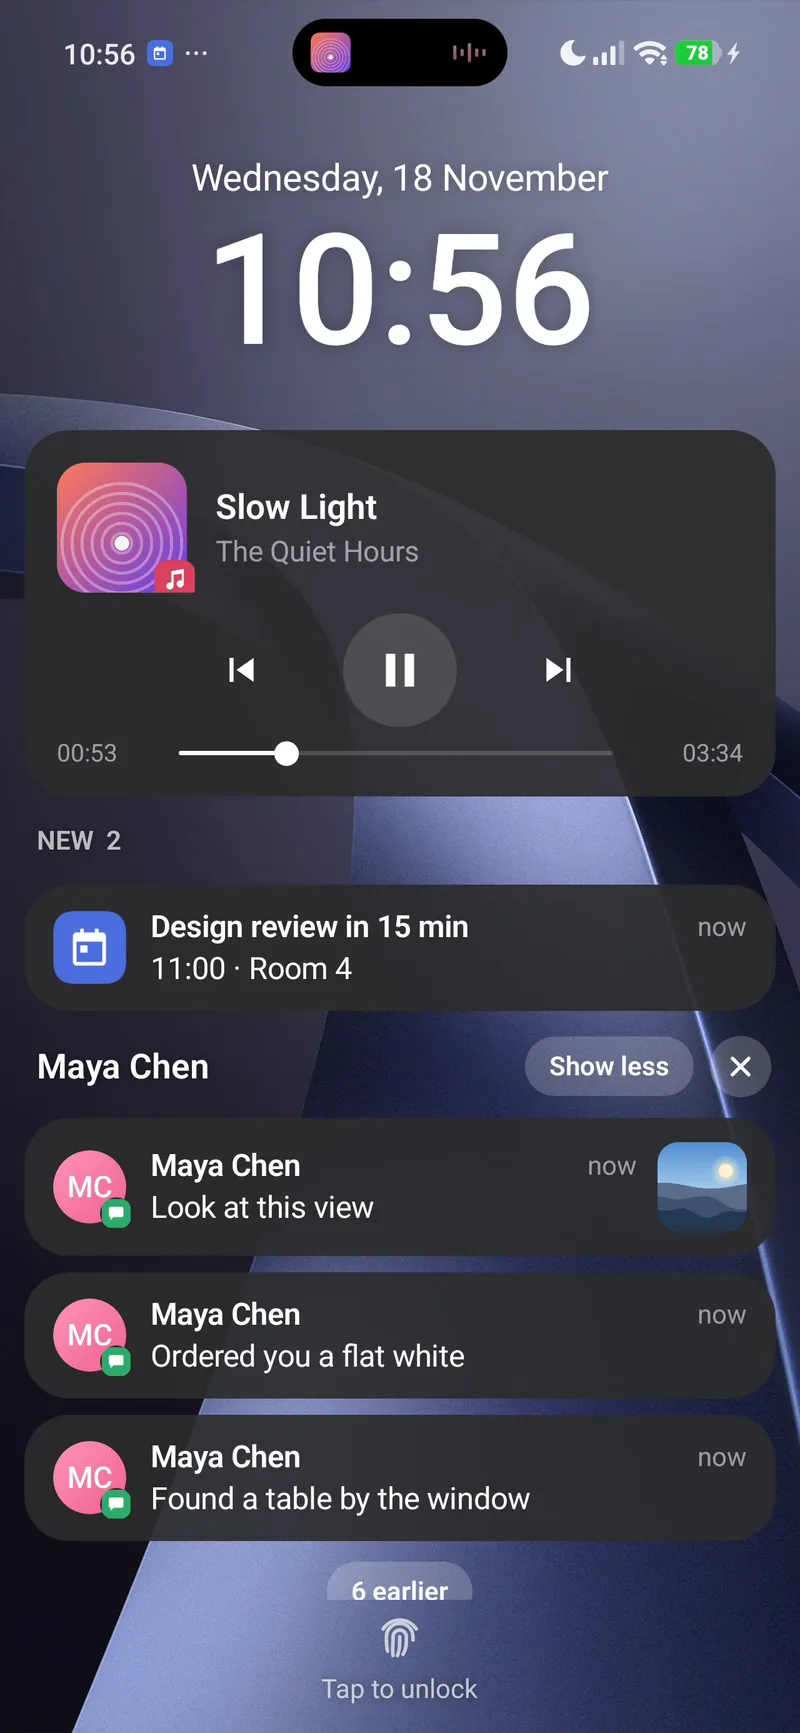 10:56
78
Wednesday, 18 November
10:56
Slow Light
The Quiet Hours
00:53
03:34
NEW 2
Design review in 15 min
now
11:00 · Room 4
Maya Chen
Show less
MC
Maya Chen
now
Look at this view
MC
Maya Chen
now
Ordered you a flat white
MC
Maya Chen
now
Found a table by the window
6 earlier
Tap to unlock